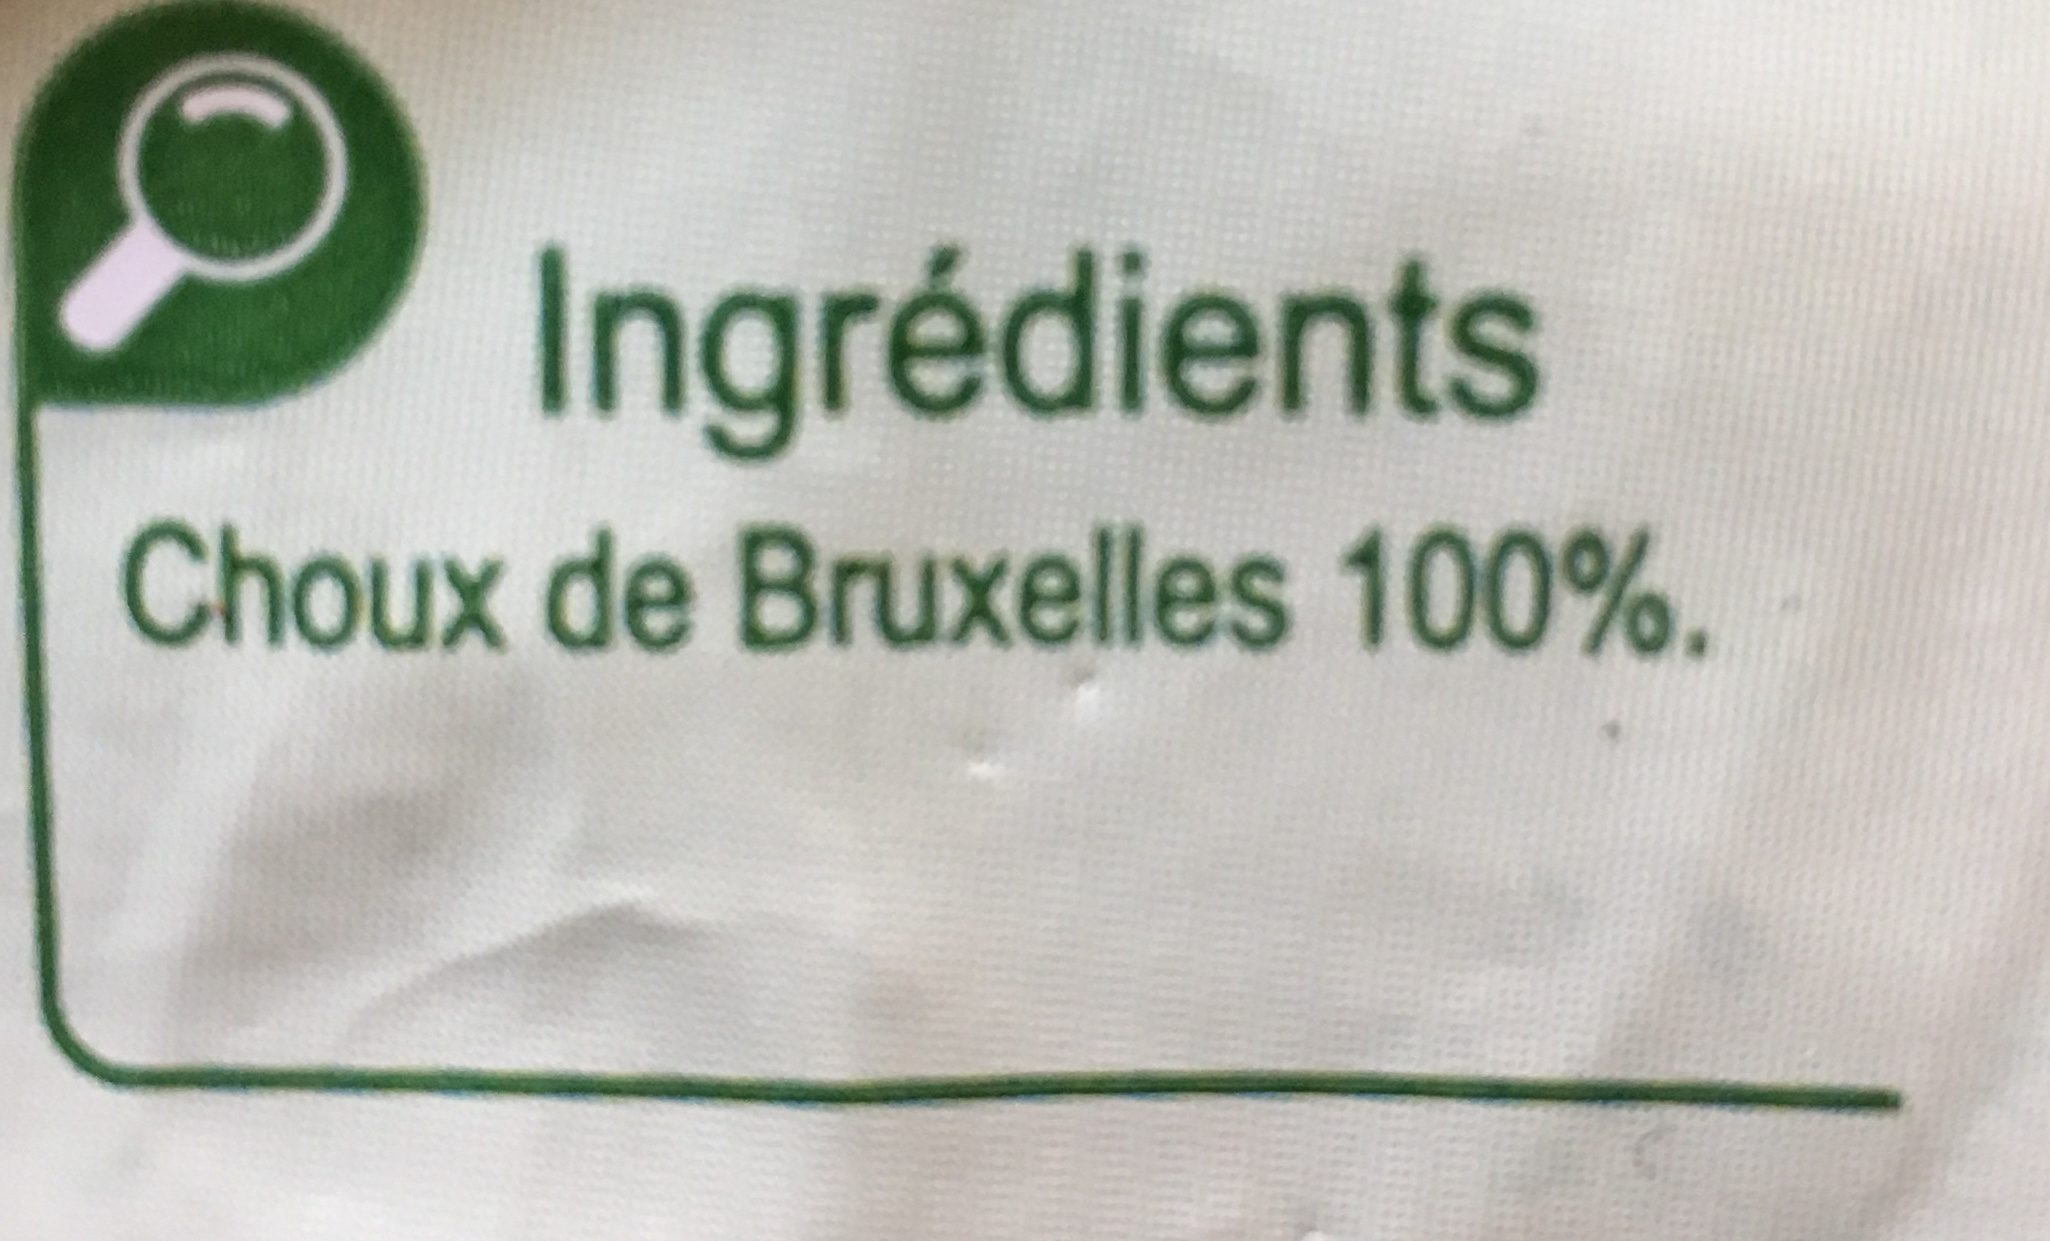 Ingrédients
Choux de Bruxelles 100%.